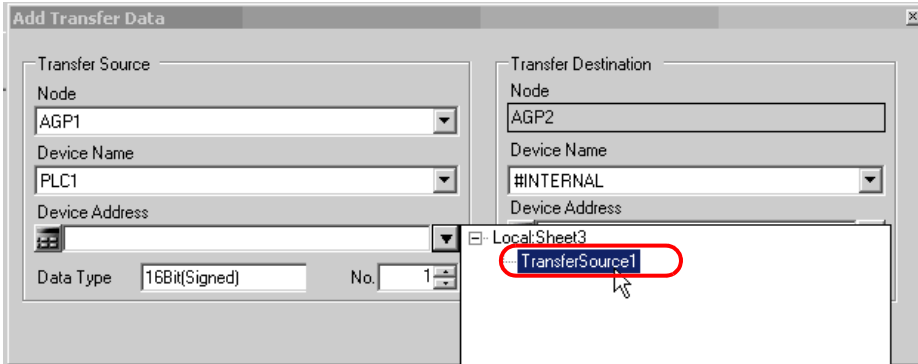 Add Transfer Data
Transfer Source
Node
AGP1
Device Name
PLC1
Device Address
Data Type 16Bit(Signed) No. 1
Transfer Destination
Node
AGP2
Device Name
#INTERNAL
Device Address
Local:Sheet3
TransferSource1